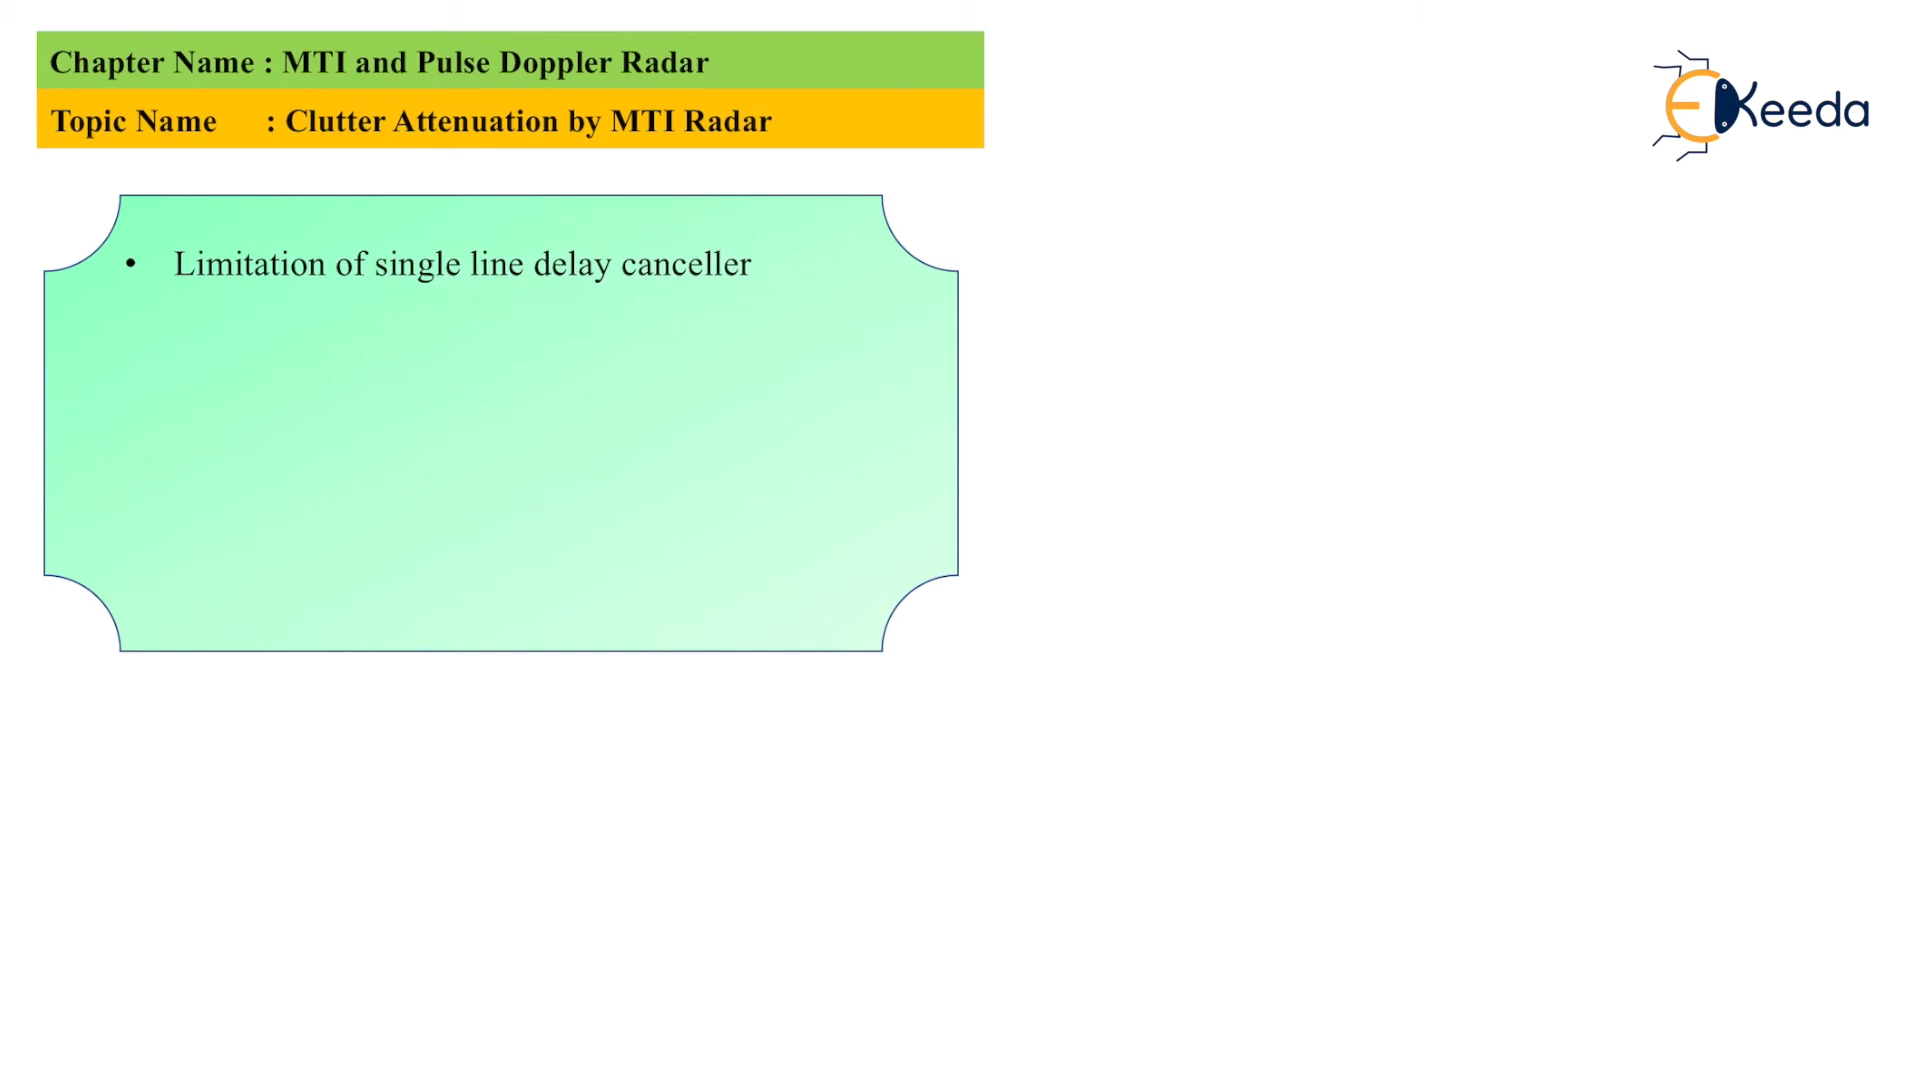 Chapter Name : MTI and Pulse Doppler Radar
Topic Name : Clutter Attenuation by MTI Radar
EKeeda
• Limitation of single line delay canceller